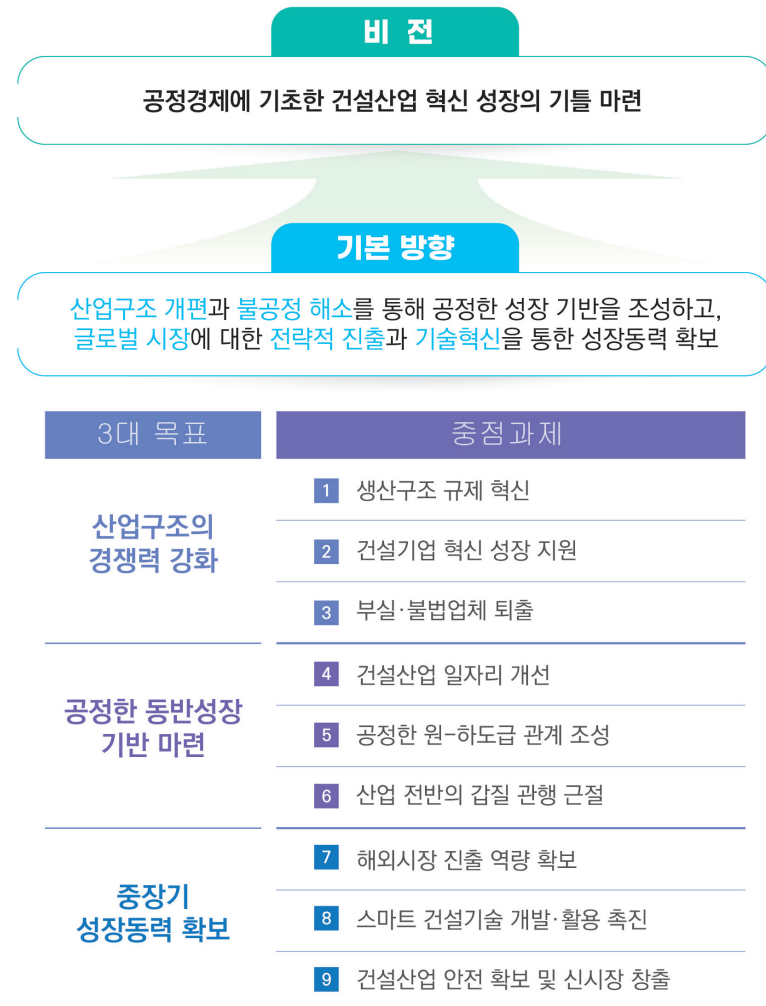 비 전
공정경제에 기초한 건설산업 혁신 성장의 기틀 마련
기본 방향
산업구조 개편과 불공정 해소를 통해 공정한 성장 기반을 조성하고,
글로벌 시장에 대한 전략적 진출과 기술혁신을 통한 성장동력 확보
3대 목표
중점과제
산업구조의
경쟁력 강화
1 생산구조 규제 혁신
2 건설기업 혁신 성장 지원
3 부실·불법업체 퇴출
공정한 동반성장
기반 마련
4 건설산업 일자리 개선
5 공정한 원-하도급 관계 조성
6 산업 전반의 갑질 관행 근절
중장기
성장동력 확보
7 해외시장 진출 역량 확보
8 스마트 건설기술 개발·활용 촉진
9 건설산업 안전 확보 및 신시장 창출